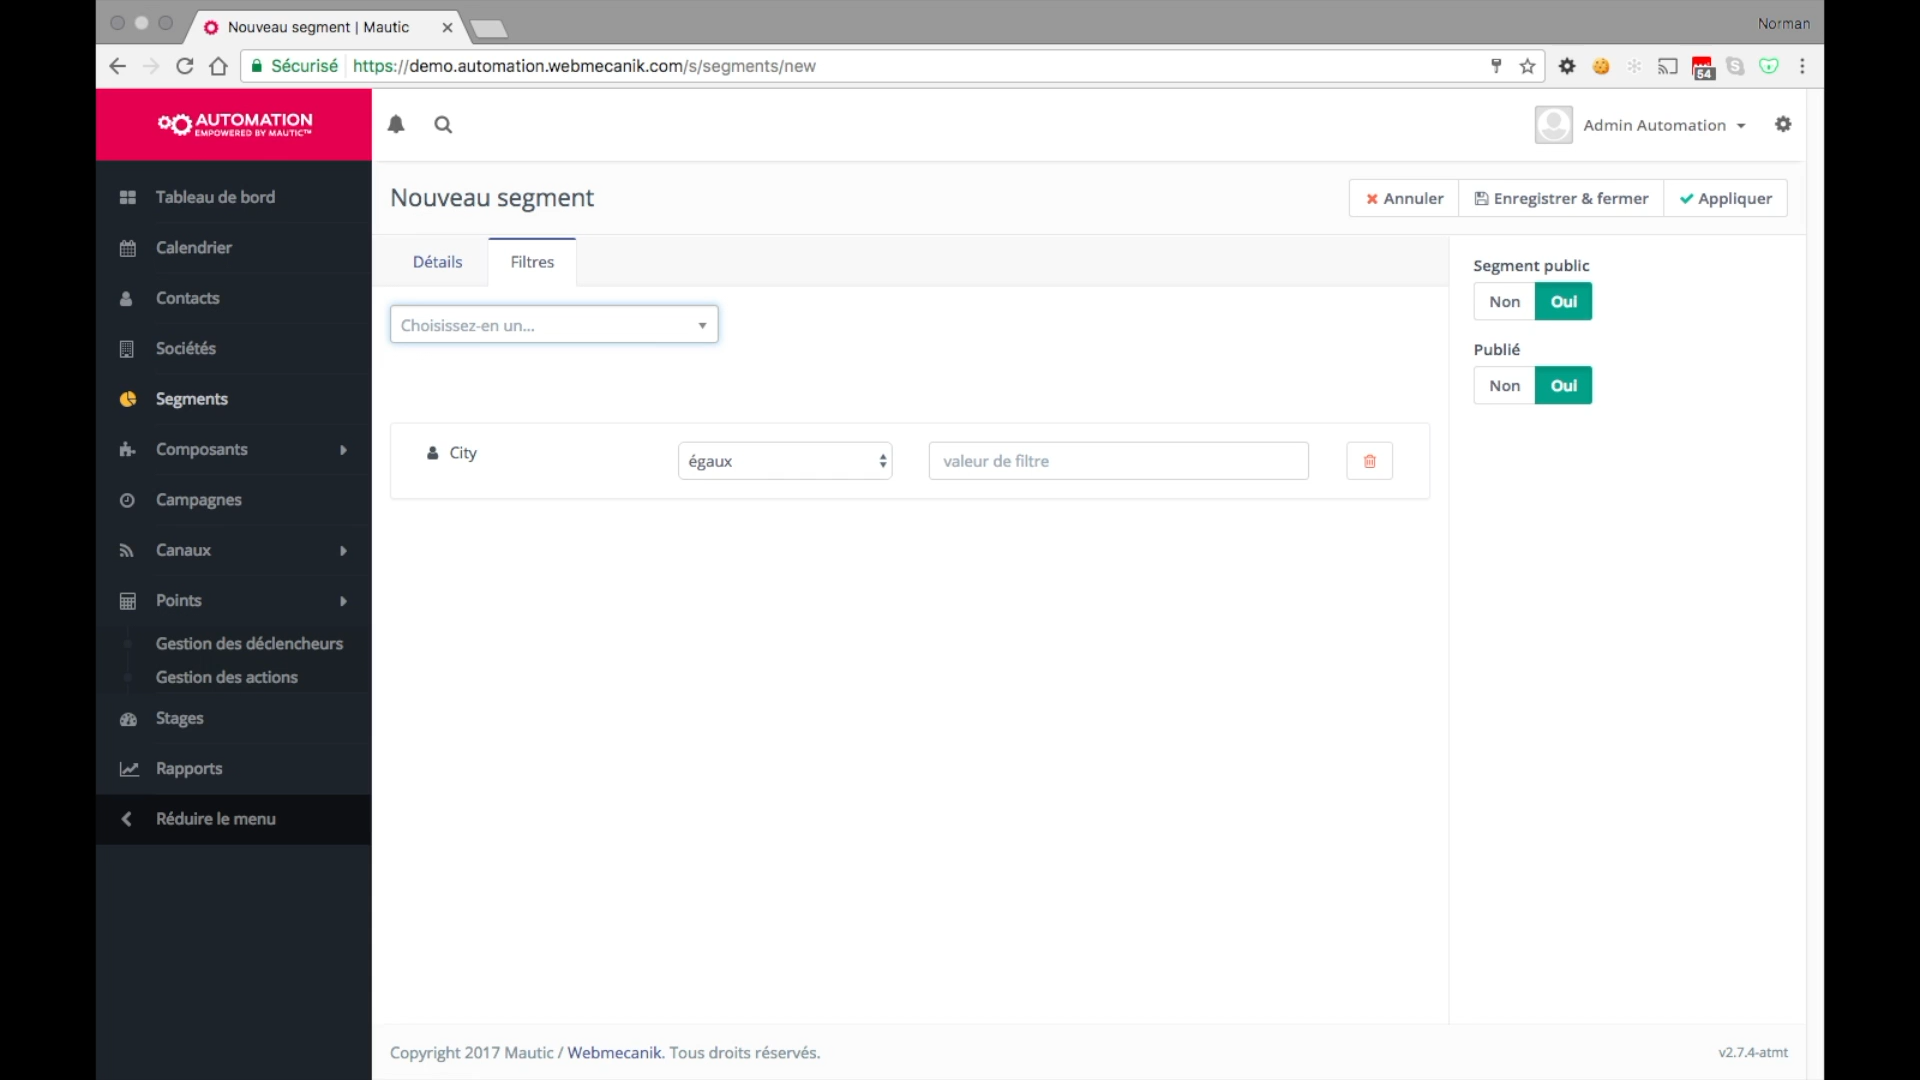 Nouveau segment | Mautic
Norman
Sécurisé
https://demo.automation.webmecanik.com/s/segments/new
54
AUTOMATION
EMPOWERED BY MAUTIC™
Admin Automation
Tableau de bord
Calendrier
Contacts
Sociétés
Segments
Composants
Campagnes
Canaux
Points
Gestion des déclencheurs
Gestion des actions
Stages
Rapports
Réduire le menu
Nouveau segment
Annuler
Enregistrer & fermer
Appliquer
Détails
Filtres
Choisissez-en un...
City
égaux
valeur de filtre
Segment public
Non
Oui
Publié
Non
Oui
Copyright 2017 Mautic / Webmecanik. Tous droits réservés.
v2.7.4-atmt